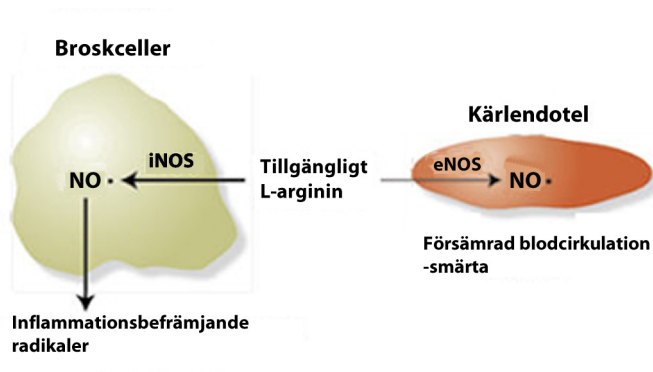 Broskceller
Kärlendotel
iNOS
NO
Tillgängligt
L-arginin
eNOS
NO
Försämrad blodcirkulation
-smärta
Inflammationsbefrämjande
radikaler